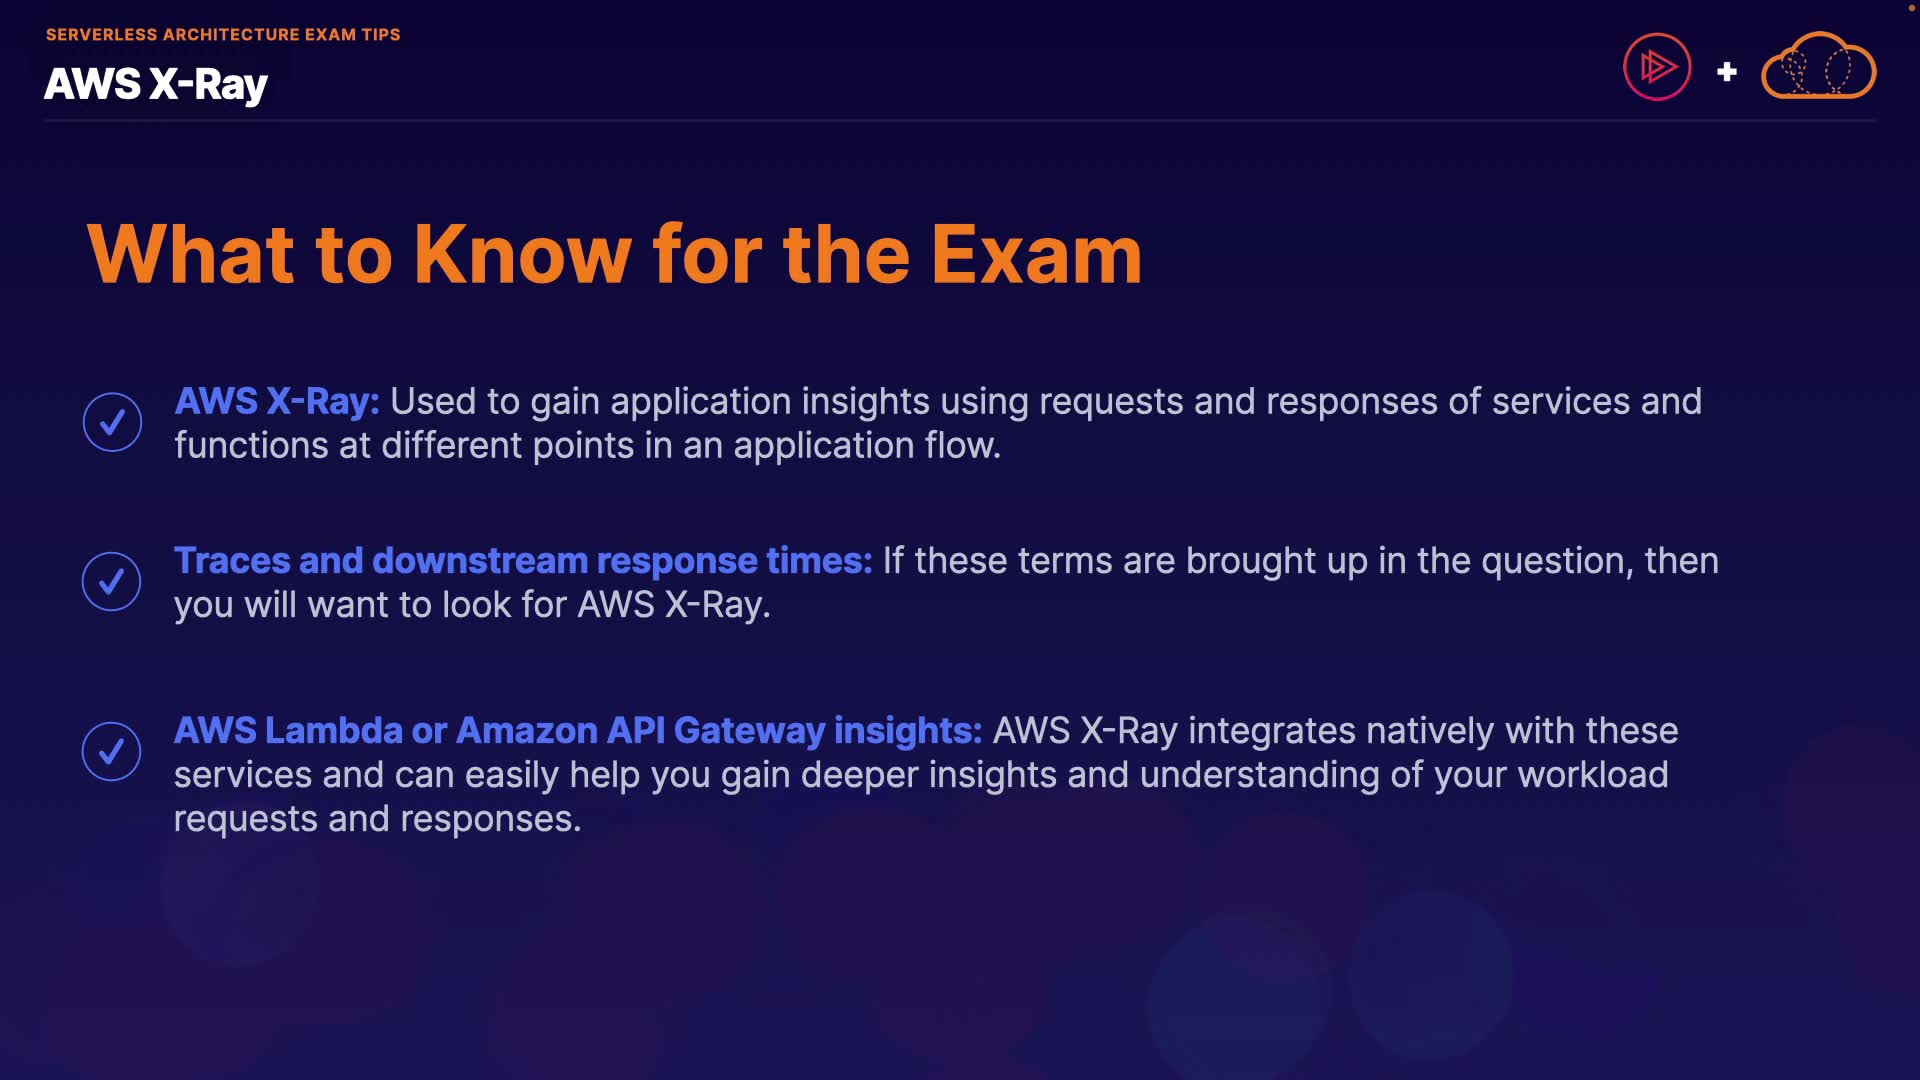 SERVERLESS ARCHITECTURE EXAM TIPS
AWS X-Ray
What to Know for the Exam
AWS X-Ray: Used to gain application insights using requests and responses of services and
functions at different points in an application flow.
Traces and downstream response times: If these terms are brought up in the question, then
you will want to look for AWS X-Ray.
AWS Lambda or Amazon API Gateway insights: AWS X-Ray integrates natively with these
services and can easily help you gain deeper insights and understanding of your workload
requests and responses.